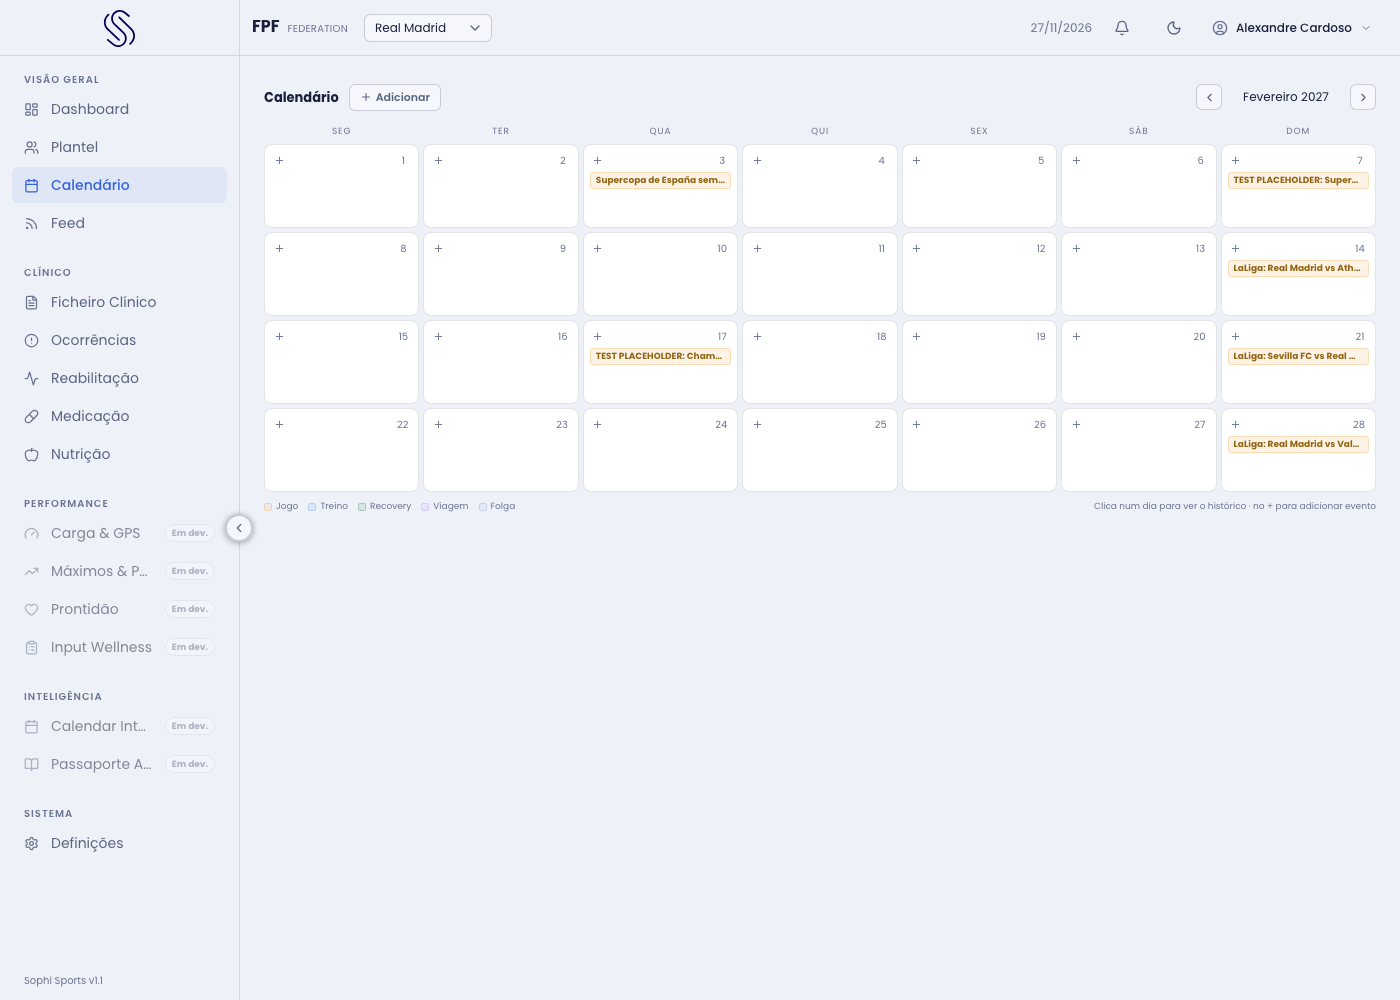 FPF FEDERATION Real Madrid 27/11/2026 Alexandre Cardoso
VISÃO GERAL
Dashboard
Plantel
Calendário
Feed
CLÍNICO
Ficheiro Clínico
Ocorrências
Reabilitação
Medicação
Nutrição
PERFORMANCE
Carga & GPS Em dev.
Máximos & P... Em dev.
Prontidão Em dev.
Input Wellness Em dev.
INTELIGÊNCIA
Calendar Int... Em dev.
Passaporte A... Em dev.
SISTEMA
Definições
Sophi Sports v1.1
Calendário + Adicionar Fevereiro 2027
SEG TER QUA QUI SEX SÁB DOM
+ 1 + 2 + 3 + 4 + 5 + 6 + 7
Supercopa de España sem... TEST PLACEHOLDER: Super...
+ 8 + 9 + 10 + 11 + 12 + 13 + 14
LaLiga: Real Madrid vs Ath...
+ 15 + 16 + 17 + 18 + 19 + 20 + 21
TEST PLACEHOLDER: Cham... LaLiga: Sevilla FC vs Real ...
+ 22 + 23 + 24 + 25 + 26 + 27 + 28
LaLiga: Real Madrid vs Val...
Jogo Treino Recovery Viagem Folga Clica num dia para ver o histórico · no + para adicionar evento